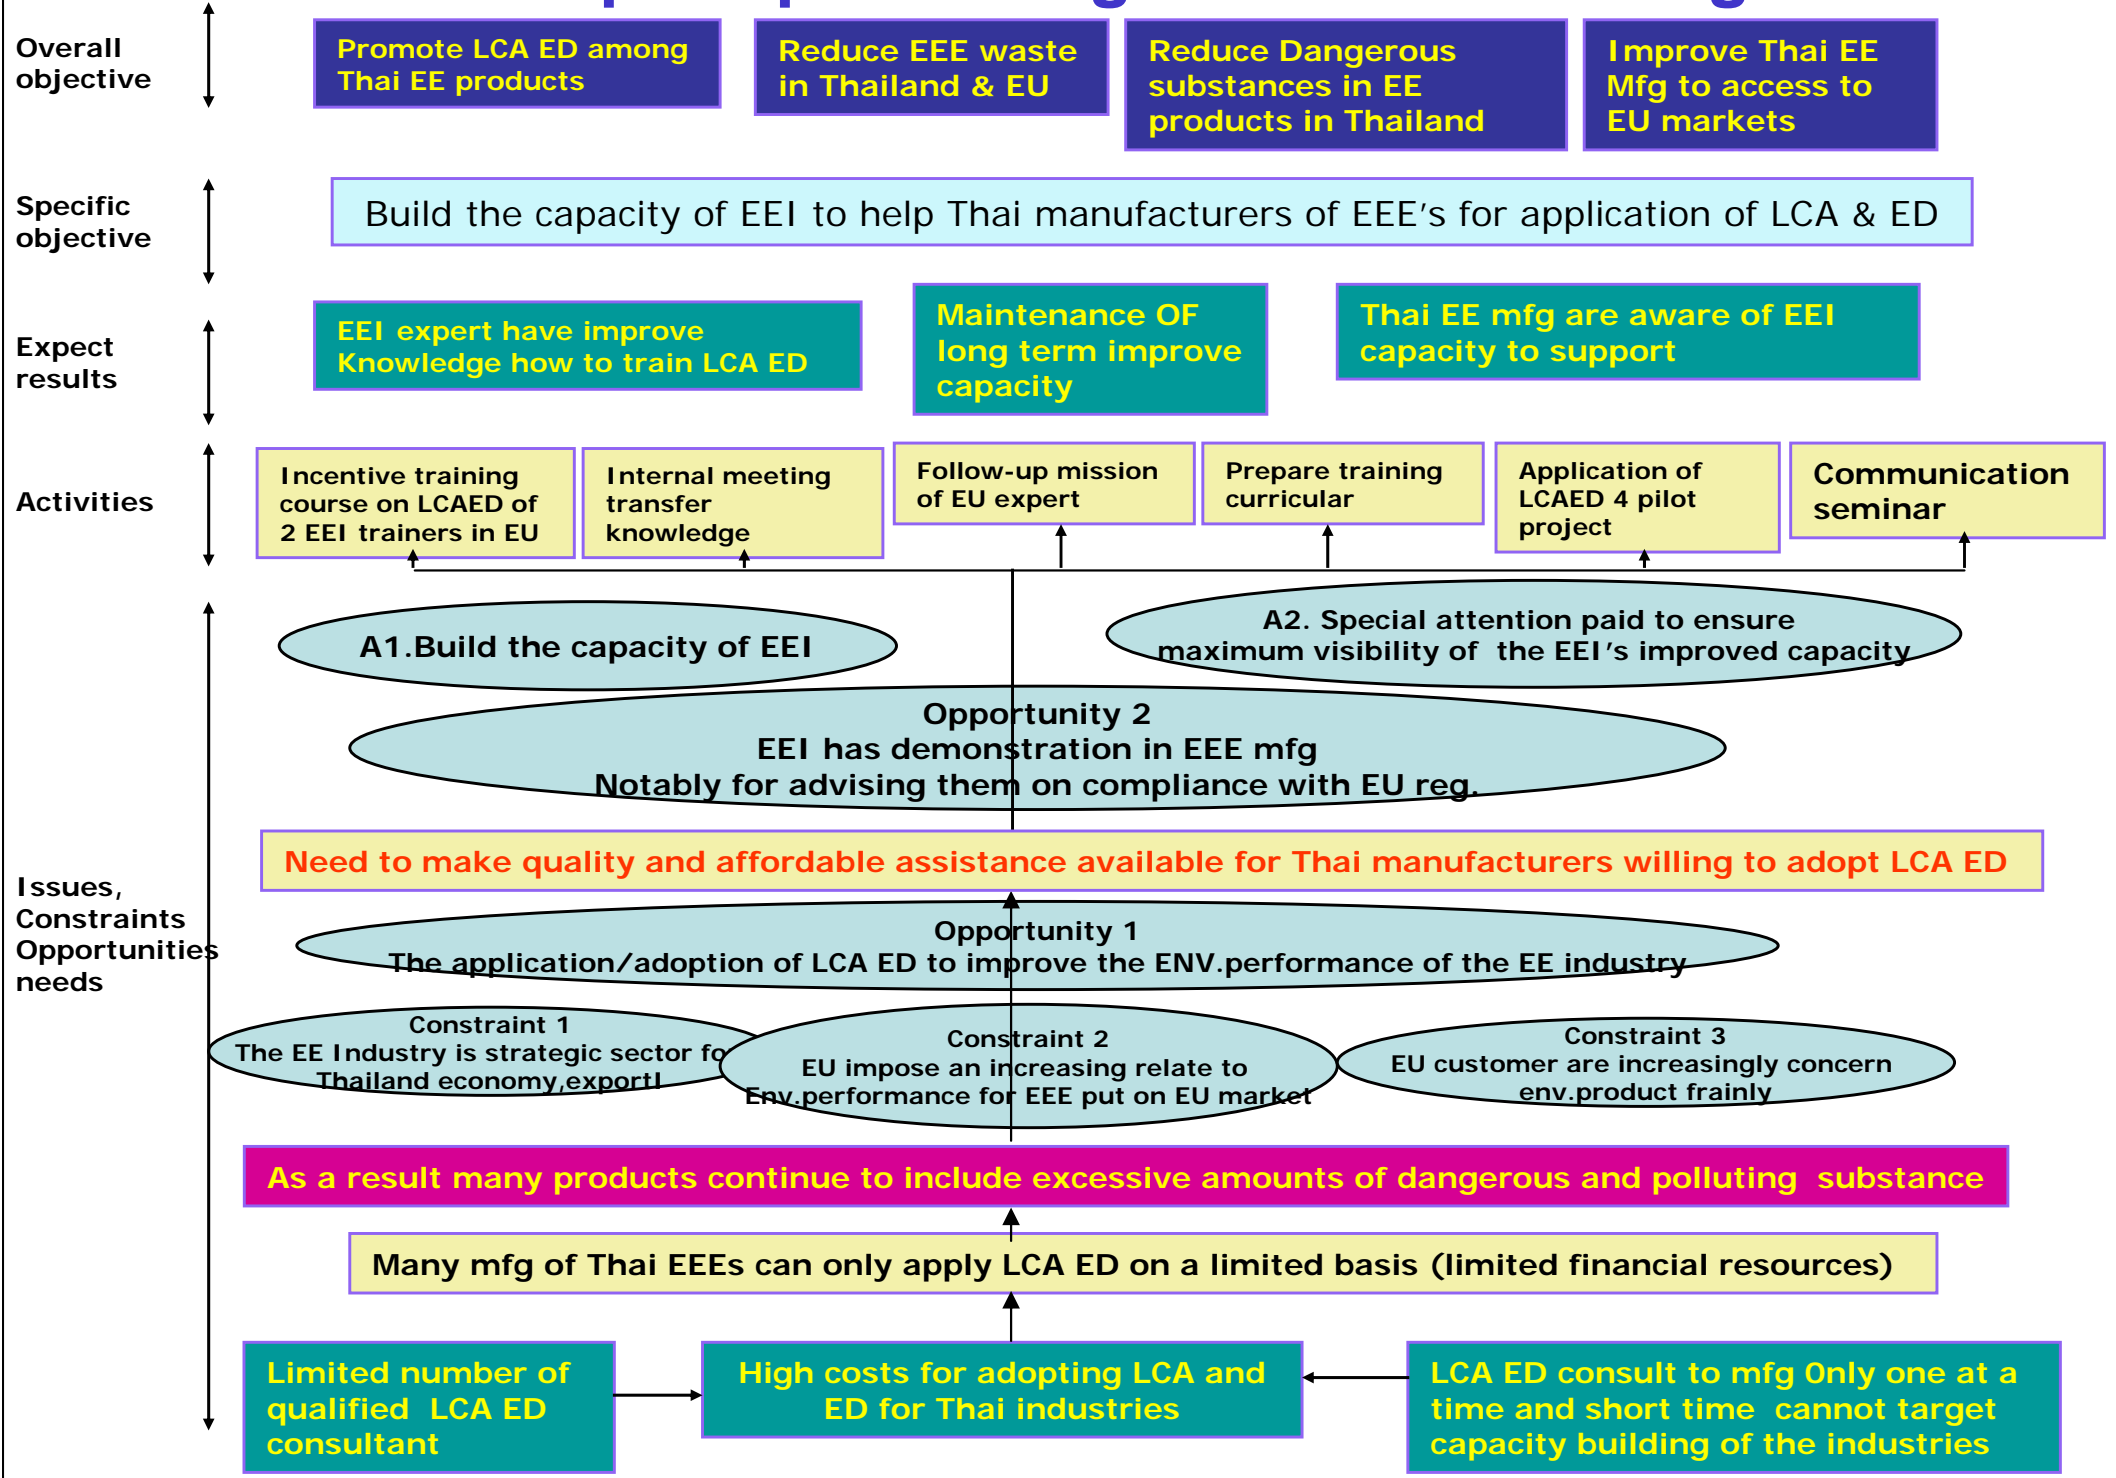 Overall
objective
Promote LCA ED among
Thai EE products
Reduce EEE waste
in Thailand & EU
Reduce Dangerous
substances in EE
products in Thailand
Improve Thai EE
Mfg to access to
EU markets
Specific
objective
Build the capacity of EEI to help Thai manufacturers of EEE's for application of LCA & ED
Expect
results
EEI expert have improve
Knowledge how to train LCA ED
Maintenance OF
long term improve
capacity
Thai EE mfg are aware of EEI
capacity to support
Activities
Incentive training
course on LCAED of
2 EEI trainers in EU
Internal meeting
transfer
knowledge
Follow-up mission
of EU expert
Prepare training
curricular
Application of
LCAED 4 pilot
project
Communication
seminar
Issues,
Constraints
Opportunities
needs
A1.Build the capacity of EEI
A2. Special attention paid to ensure
maximum visibility of the EEI's improved capacity
Opportunity 2
EEI has demonstration in EEE mfg
Notably for advising them on compliance with EU reg.
Need to make quality and affordable assistance available for Thai manufacturers willing to adopt LCA ED
Opportunity 1
The application/adoption of LCA ED to improve the ENV.performance of the EE industry
Constraint 1
The EE Industry is strategic sector fo
Thailand economy,exportI
Constraint 2
EU impose an increasing relate to
Env.performance for EEE put on EU market
Constraint 3
EU customer are increasingly concern
env.product frainly
As a result many products continue to include excessive amounts of dangerous and polluting substance
Many mfg of Thai EEEs can only apply LCA ED on a limited basis (limited financial resources)
Limited number of
qualified LCA ED
consultant
High costs for adopting LCA and
ED for Thai industries
LCA ED consult to mfg 0nly one at a
time and short time cannot target
capacity building of the industries